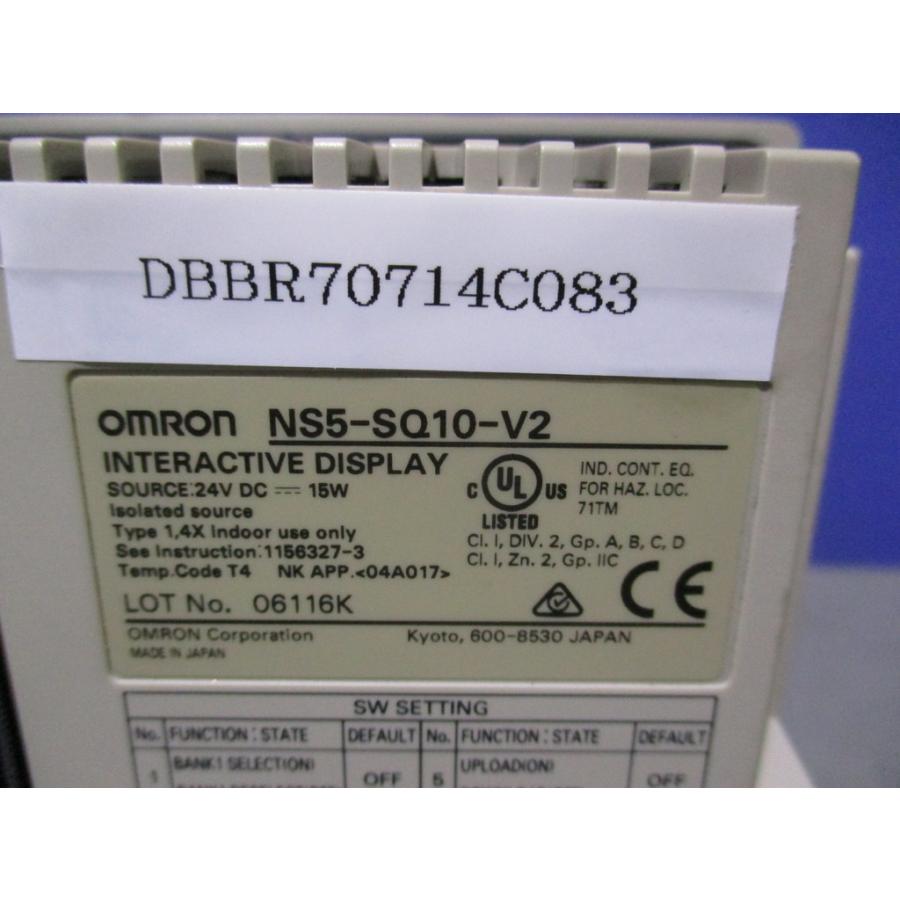 DBBR70714C083
OMRON NS5-SQ10-V2
INTERACTIVE DISPLAY
SOURCE:24V DC 15W
Isolated source
Type 1,4X Indoor use only
See Instruction:1156327-3
Temp.Code T4 NK APP.<04A017>
LOT No. 06116K
C UL US
LISTED
IND. CONT. EQ.
FOR HAZ. LOC.
71TM
Cl. I, DIV. 2, Gp. A, B, C, D
Cl. I, Zn. 2, Gp. IIC
CE
OMRON Corporation Kyoto, 600-8530 JAPAN
MADE IN JAPAN
SW SETTING
No. FUNCTION : STATE DEFAULT No. FUNCTION : STATE DEFAULT
1 BANK1 SELECT(ON) OFF 5 UPLOAD(ON) OFF